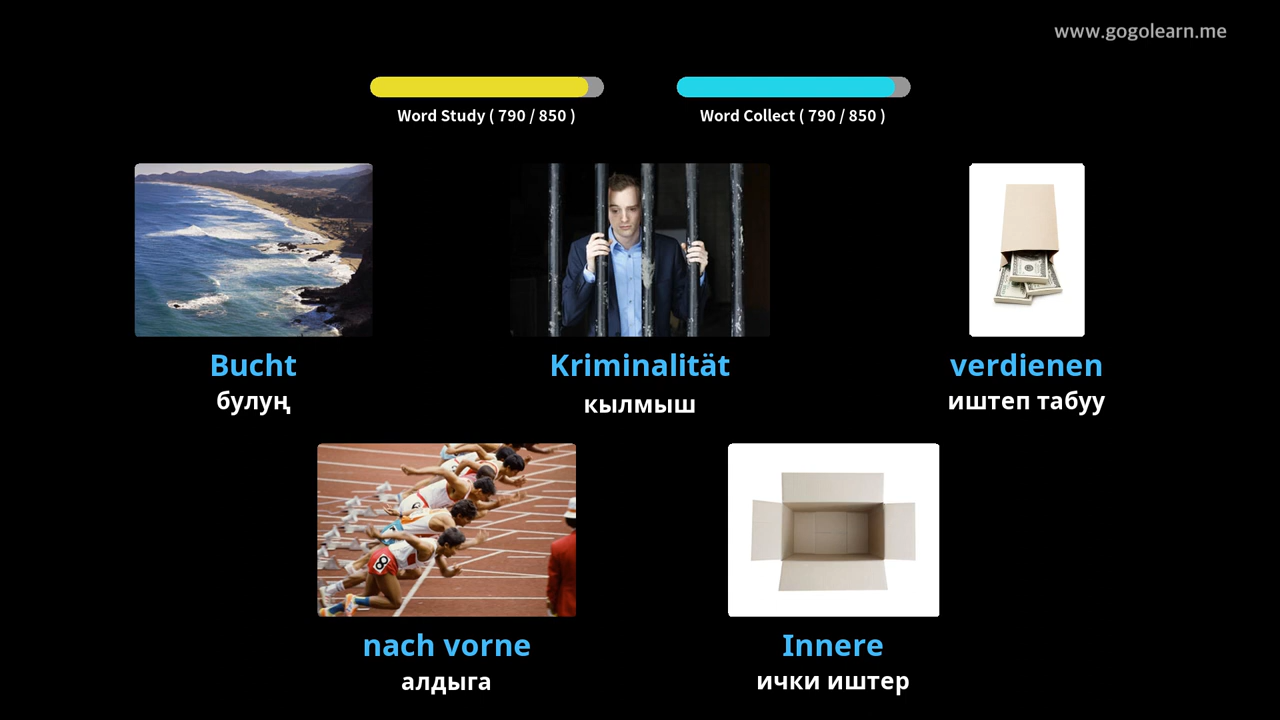 www.gogolearn.me
Word Study ( 790 / 850 )
Word Collect ( 790 / 850 )
Bucht
булуң
Kriminalität
кылмыш
verdienen
иштеп табуу
nach vorne
алдыга
Innere
ички иштер